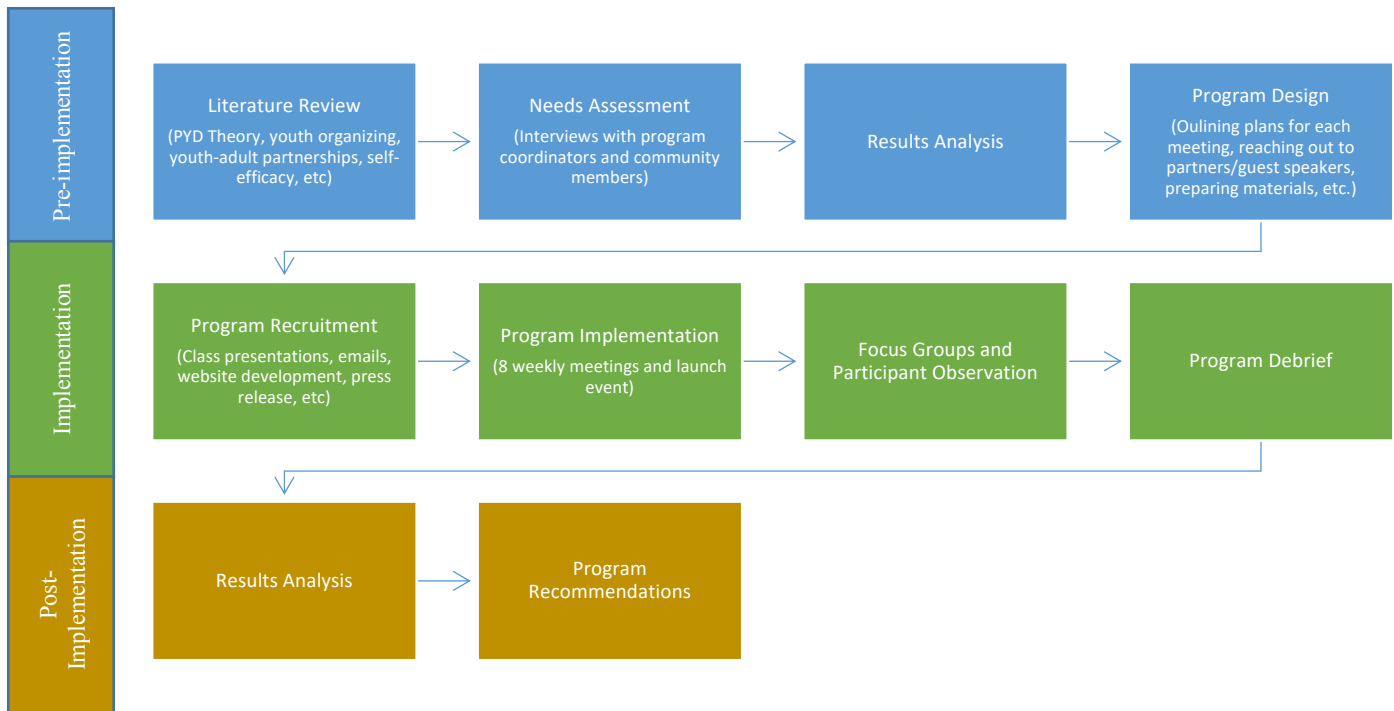 Pre-implementation
Literature Review
(PYD Theory, youth organizing,
youth-adult partnerships, self-
efficacy, etc)
Needs Assessment
(Interviews with program
coordinators and community
members)
Results Analysis
Program Design
(Oulining plans for each
meeting, reaching out to
partners/guest speakers,
preparing materials, etc.)
Implementation
Program Recruitment
(Class presentations, emails,
website development, press
release, etc)
Program Implementation
(8 weekly meetings and launch
event)
Focus Groups and
Participant Observation
Program Debrief
Post-
Implementation
Results Analysis
Program
Recommendations